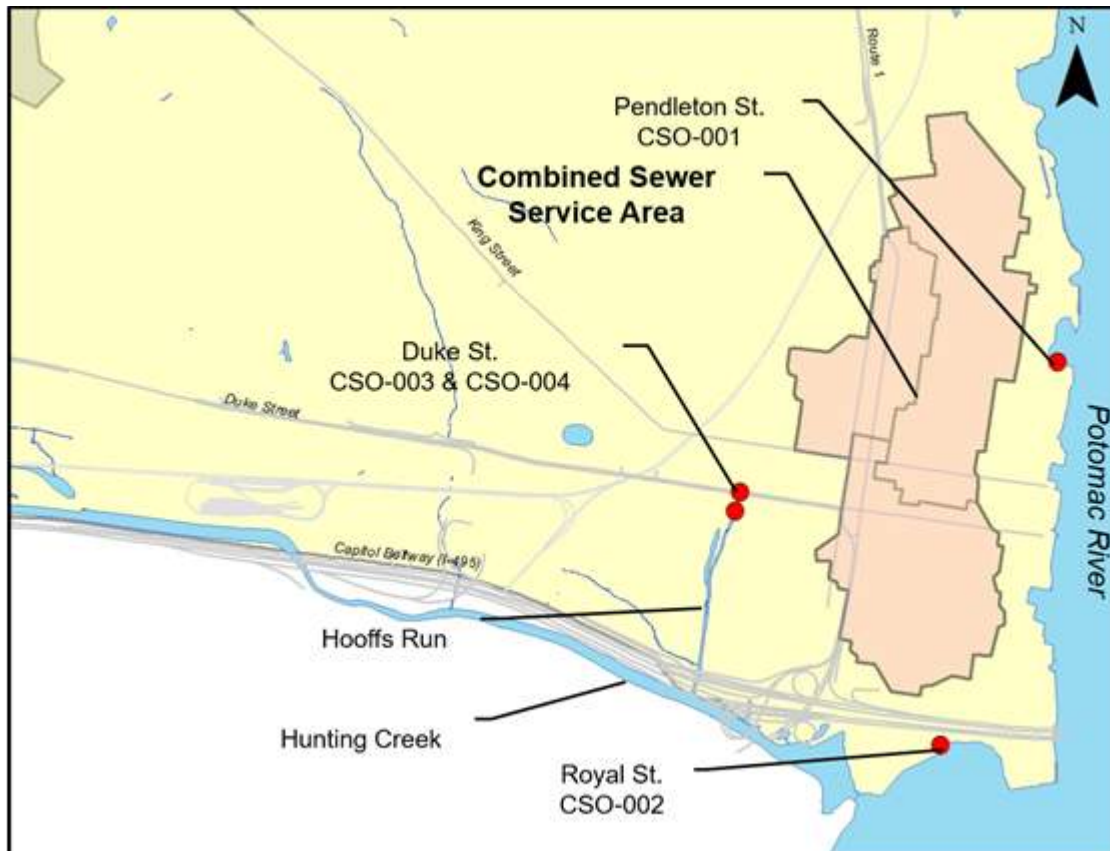 N
Route 1
Pendleton St.
CSO-001
Combined Sewer
Service Area
King Street
Duke St.
CSO-003 & CSO-004
Duke Street
Potomac River
Capitol Beltway (I-495)
Hooffs Run
Hunting Creek
Royal St.
CSO-002